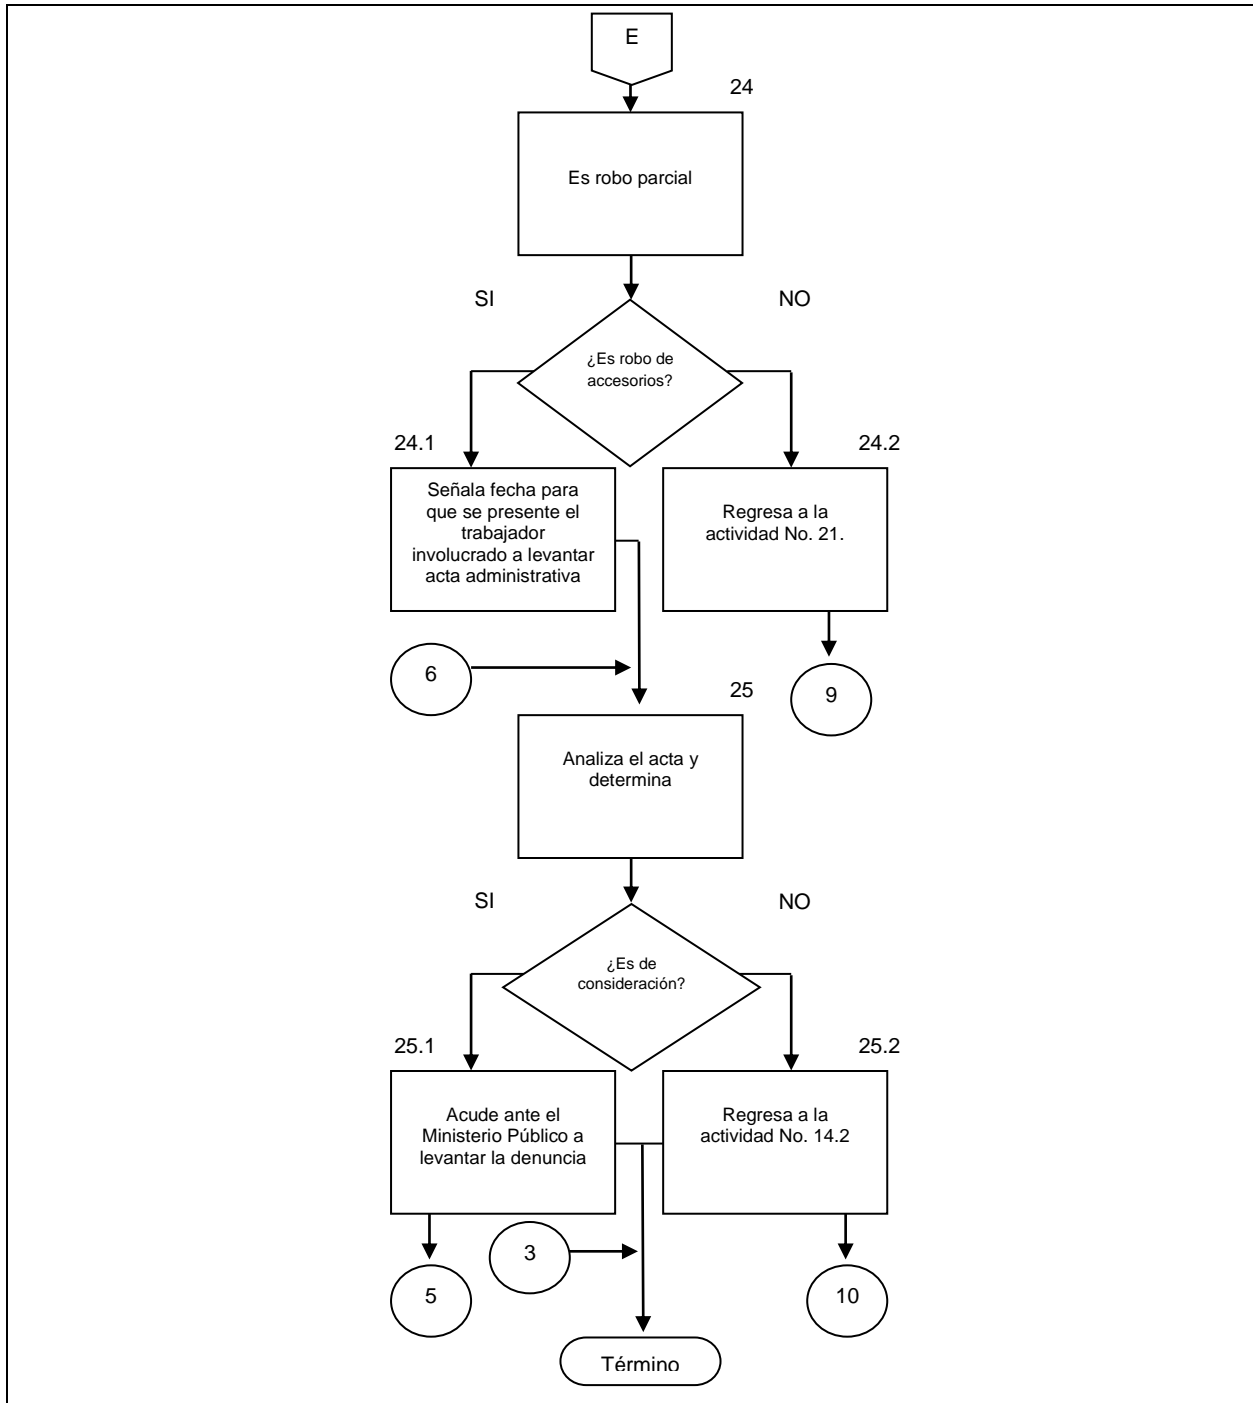 E
24
Es robo parcial
SI
NO
¿Es robo de
accesorios?
24.1
24.2
Señala fecha para
que se presente el
trabajador
involucrado a levantar
acta administrativa
Regresa a la
actividad No. 21.
6
9
25
Analiza el acta y
determina
SI
NO
¿Es de
consideración?
25.1
25.2
Acude ante el
Ministerio Público a
levantar la denuncia
Regresa a la
actividad No. 14.2
3
5
10
Término